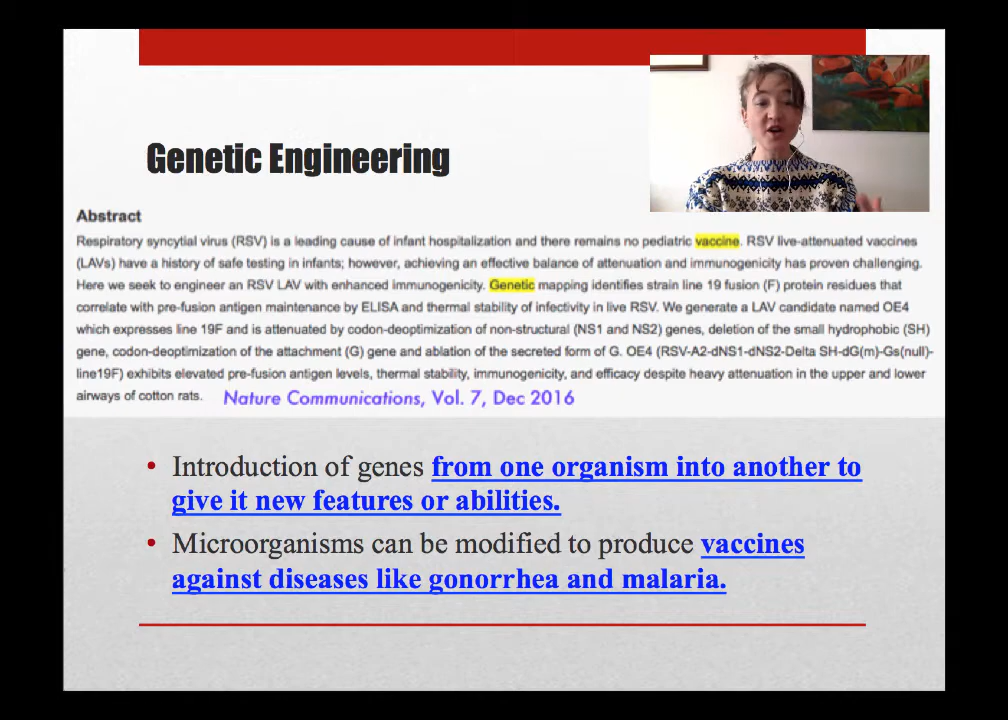 Genetic Engineering
Abstract
Respiratory syncytial virus (RSV) is a leading cause of infant hospitalization and there remains no pediatric vaccine. RSV live-attenuated vaccines
(LAVs) have a history of safe testing in infants; however, achieving an effective balance of attenuation and immunogenicity has proven challenging.
Here we seek to engineer an RSV LAV with enhanced immunogenicity. Genetic mapping identifies strain line 19 fusion (F) protein residues that
correlate with pre-fusion antigen maintenance by ELISA and thermal stability of infectivity in live RSV. We generate a LAV candidate named OE4
which expresses line 19F and is attenuated by codon-deoptimization of non-structural (NS1 and NS2) genes, deletion of the small hydrophobic (SH)
gene, codon-deoptimization of the attachment (G) gene and ablation of the secreted form of G. OE4 (RSV-A2-dNS1-dNS2-Delta SH-dG(m)-Gs(null)-
line19F) exhibits elevated pre-fusion antigen levels, thermal stability, immunogenicity, and efficacy despite heavy attenuation in the upper and lower
airways of cotton rats. Nature Communications, Vol. 7, Dec 2016
• Introduction of genes from one organism into another to
give it new features or abilities.
• Microorganisms can be modified to produce vaccines
against diseases like gonorrhea and malaria.